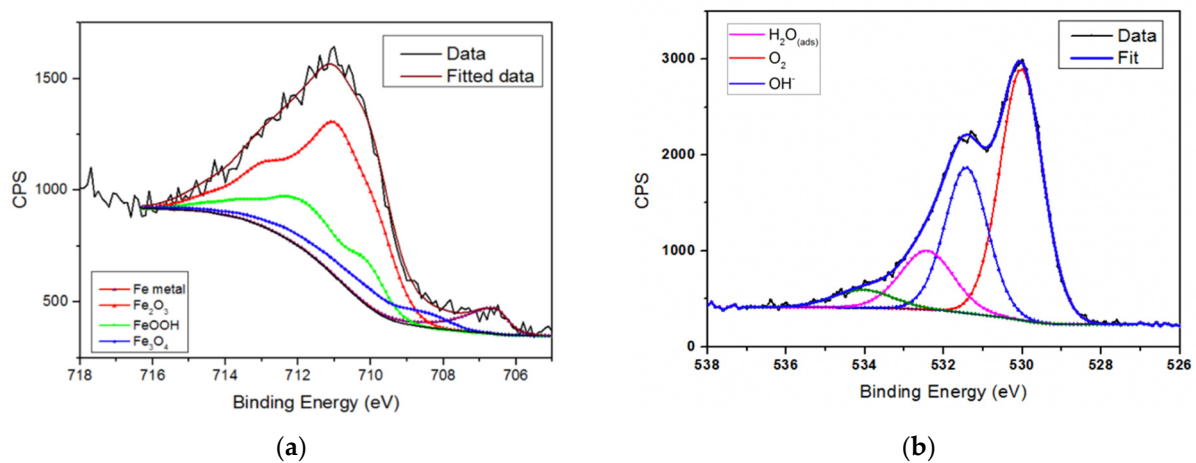 Data
Fitted data
1500
1000
500
CPS
Fe metal
Fe₂O₃
FeOOH
Fe₃O₄
718 716 714 712 710 708 706
Binding Energy (eV)
(a)
H₂O(ads)
O₂
OH⁻
Data
Fit
3000
2000
1000
0
CPS
538 536 534 532 530 528 526
Binding Energy (eV)
(b)